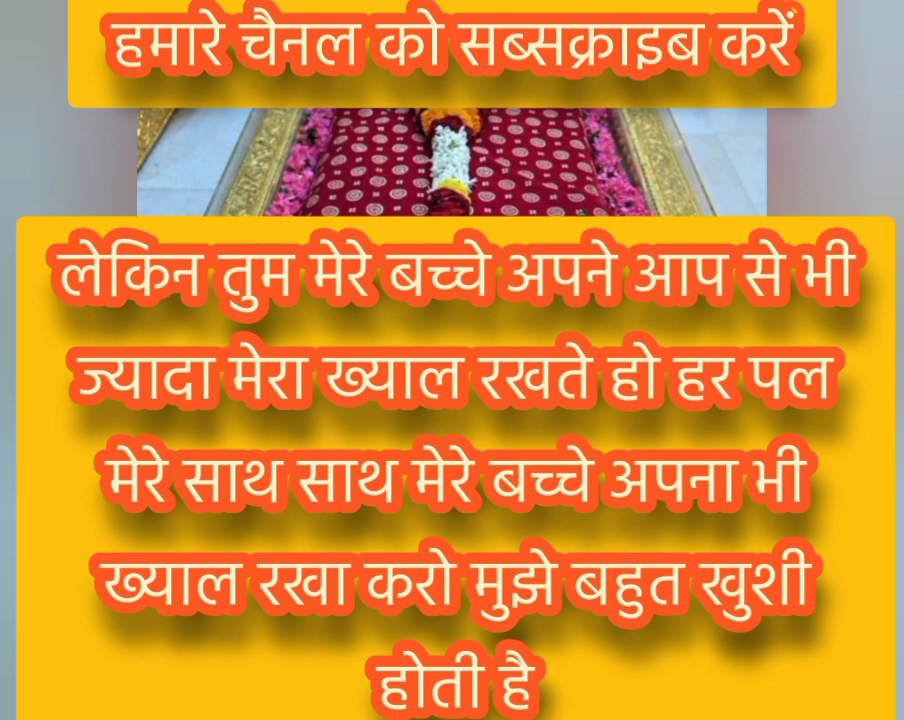 हमारे चैनल को सब्सक्राइब करें
लेकिन तुम मेरे बच्चे अपने आप से भी
ज्यादा मेरा ख्याल रखते हो हर पल
मेरे साथ साथ मेरे बच्चे अपना भी
ख्याल रखा करो मुझे बहुत खुशी
होती है